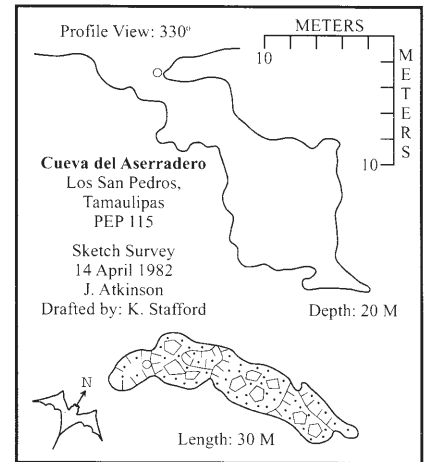 Profile View: 330°
METERS
10
METERS
10
Cueva del Aserradero
Los San Pedros,
Tamaulipas
PEP 115
Sketch Survey
14 April 1982
J. Atkinson
Drafted by: K. Stafford
Depth: 20 M
N
Length: 30 M